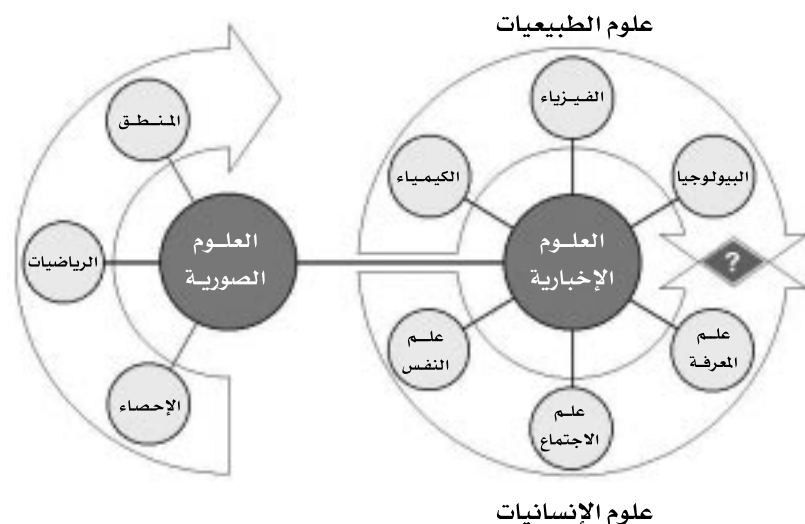 علوم الطبيعيات
الفيزياء
البيولوجيا
الكيمياء
العلوم
الإخبارية
?
علم
المعرفة
علم
الاجتماع
علم
النفس
علوم الإنسانيات
العلوم
الصورية
المنطق
الرياضيات
الإحصاء